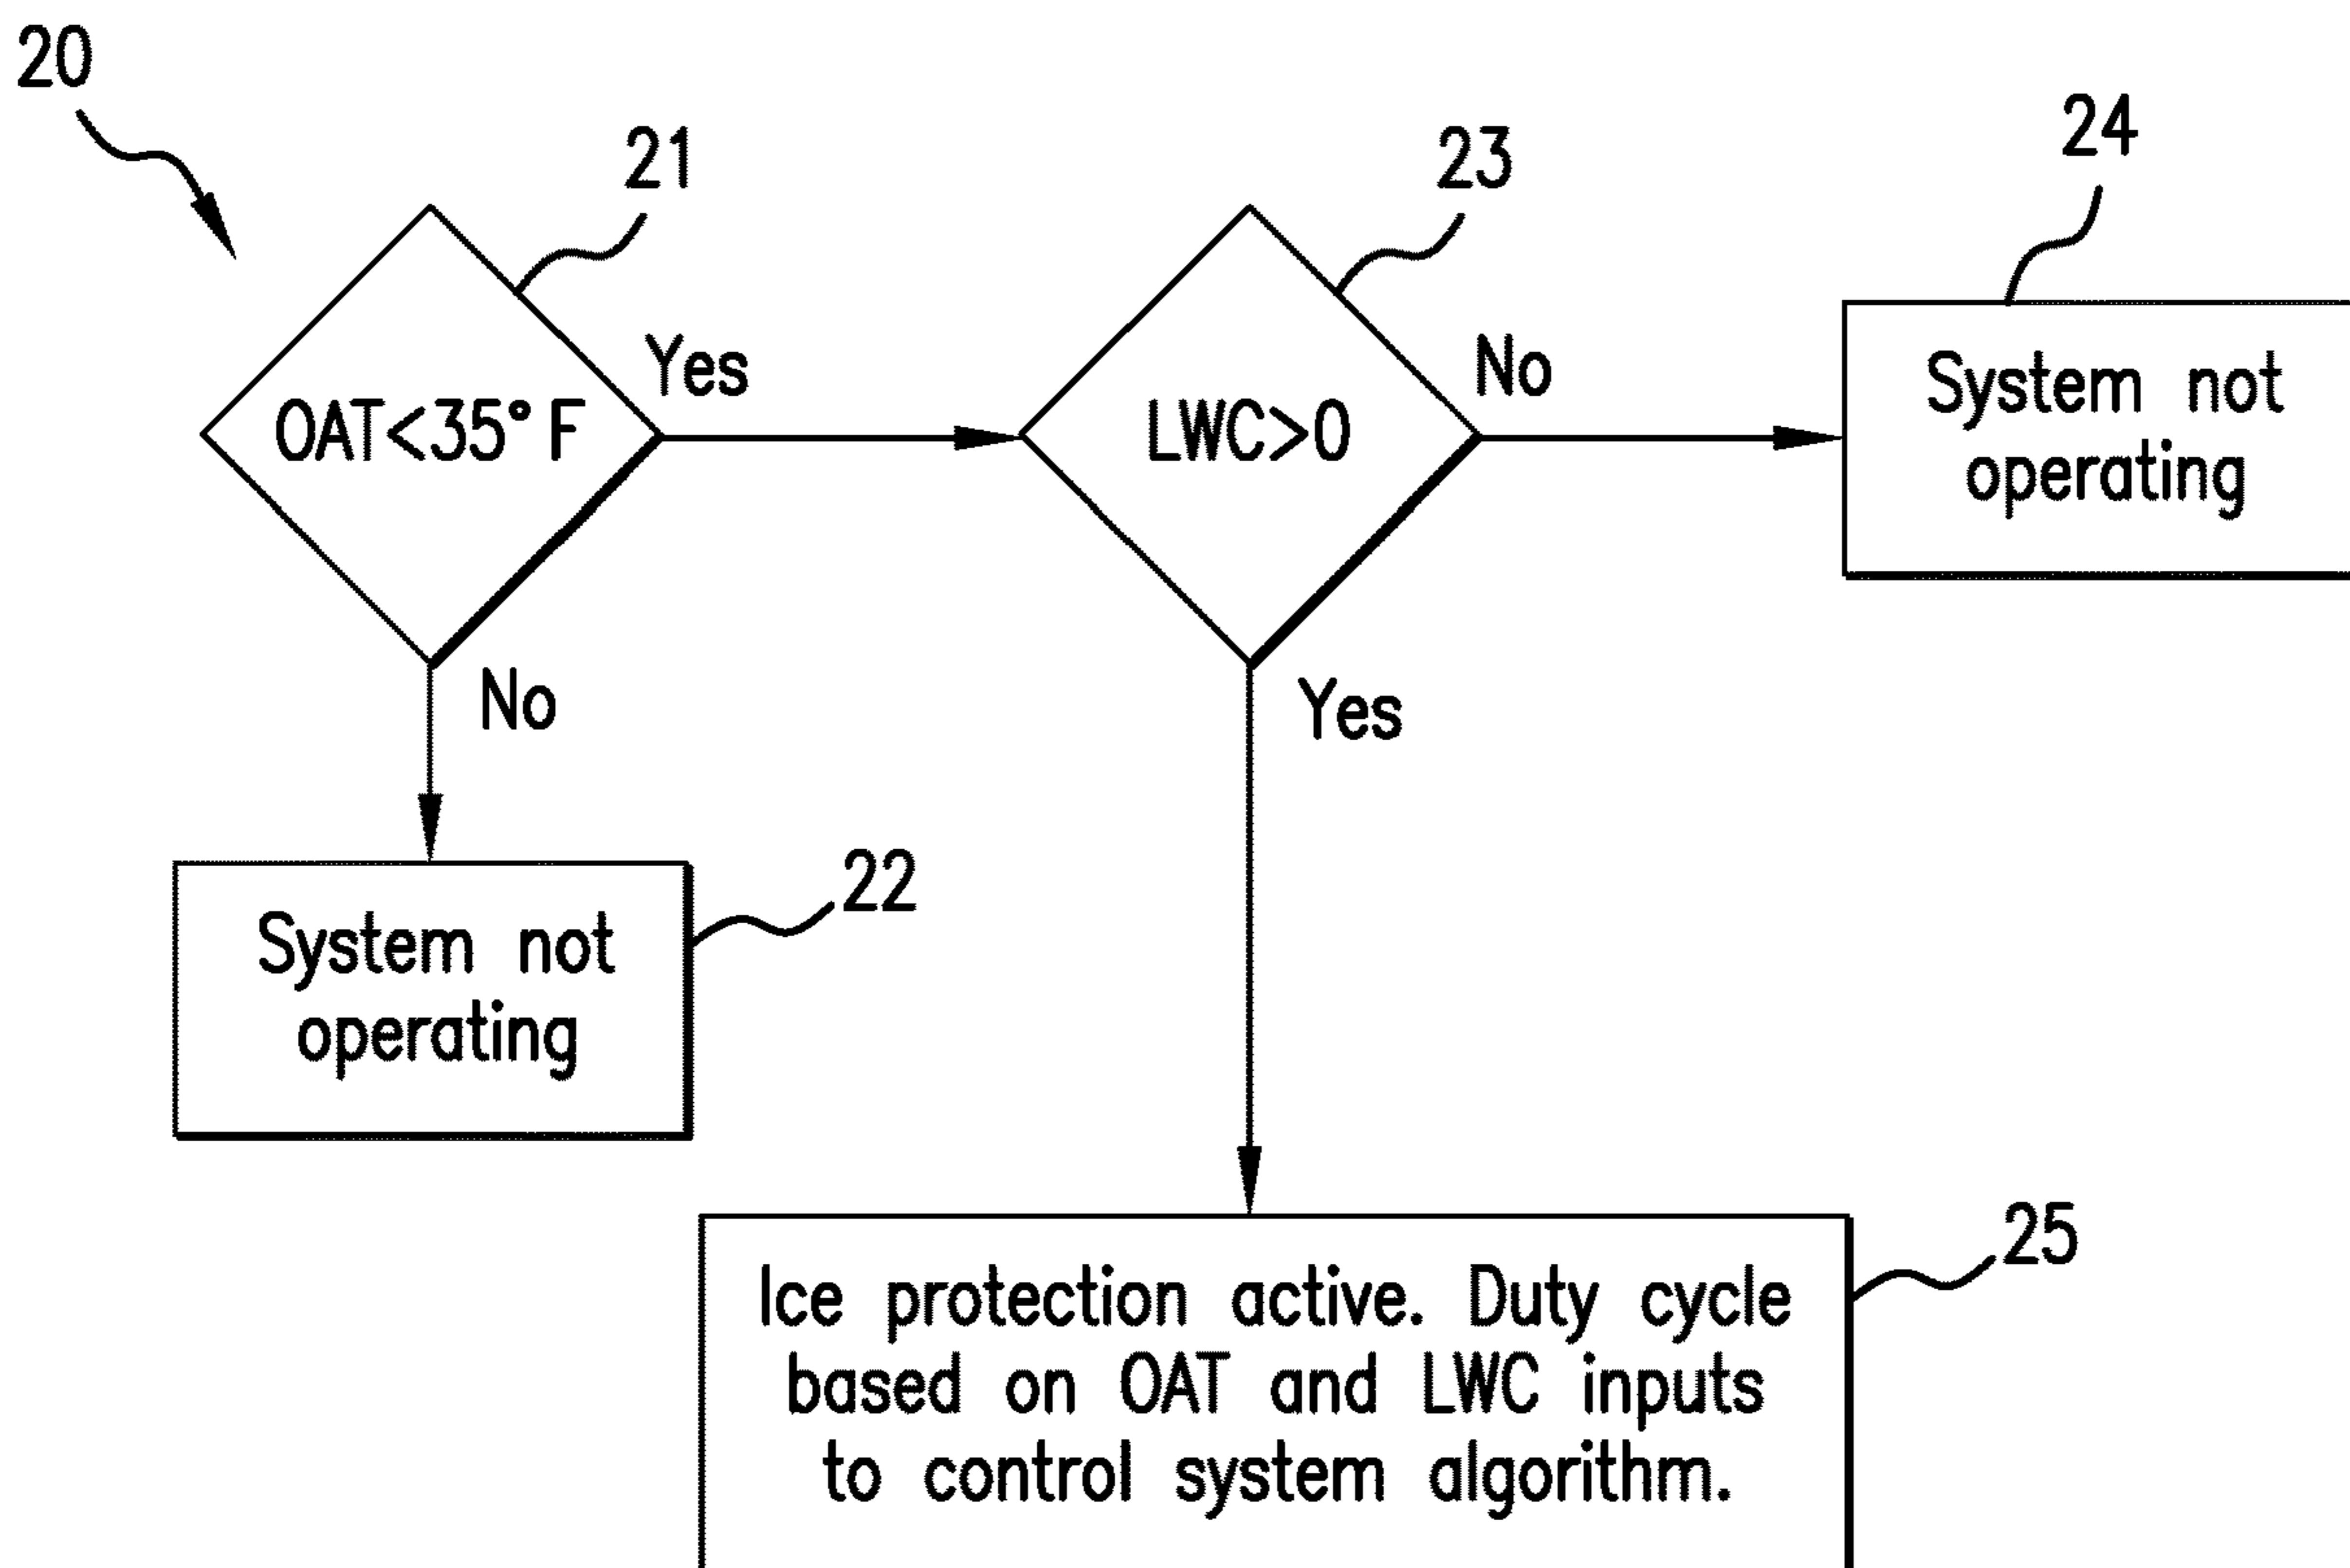 20
21
23
24
OAT<35° F
Yes
LWC>0
No
System not
operating
No
Yes
22
System not
operating
25
Ice protection active. Duty cycle
based on OAT and LWC inputs
to control system algorithm.